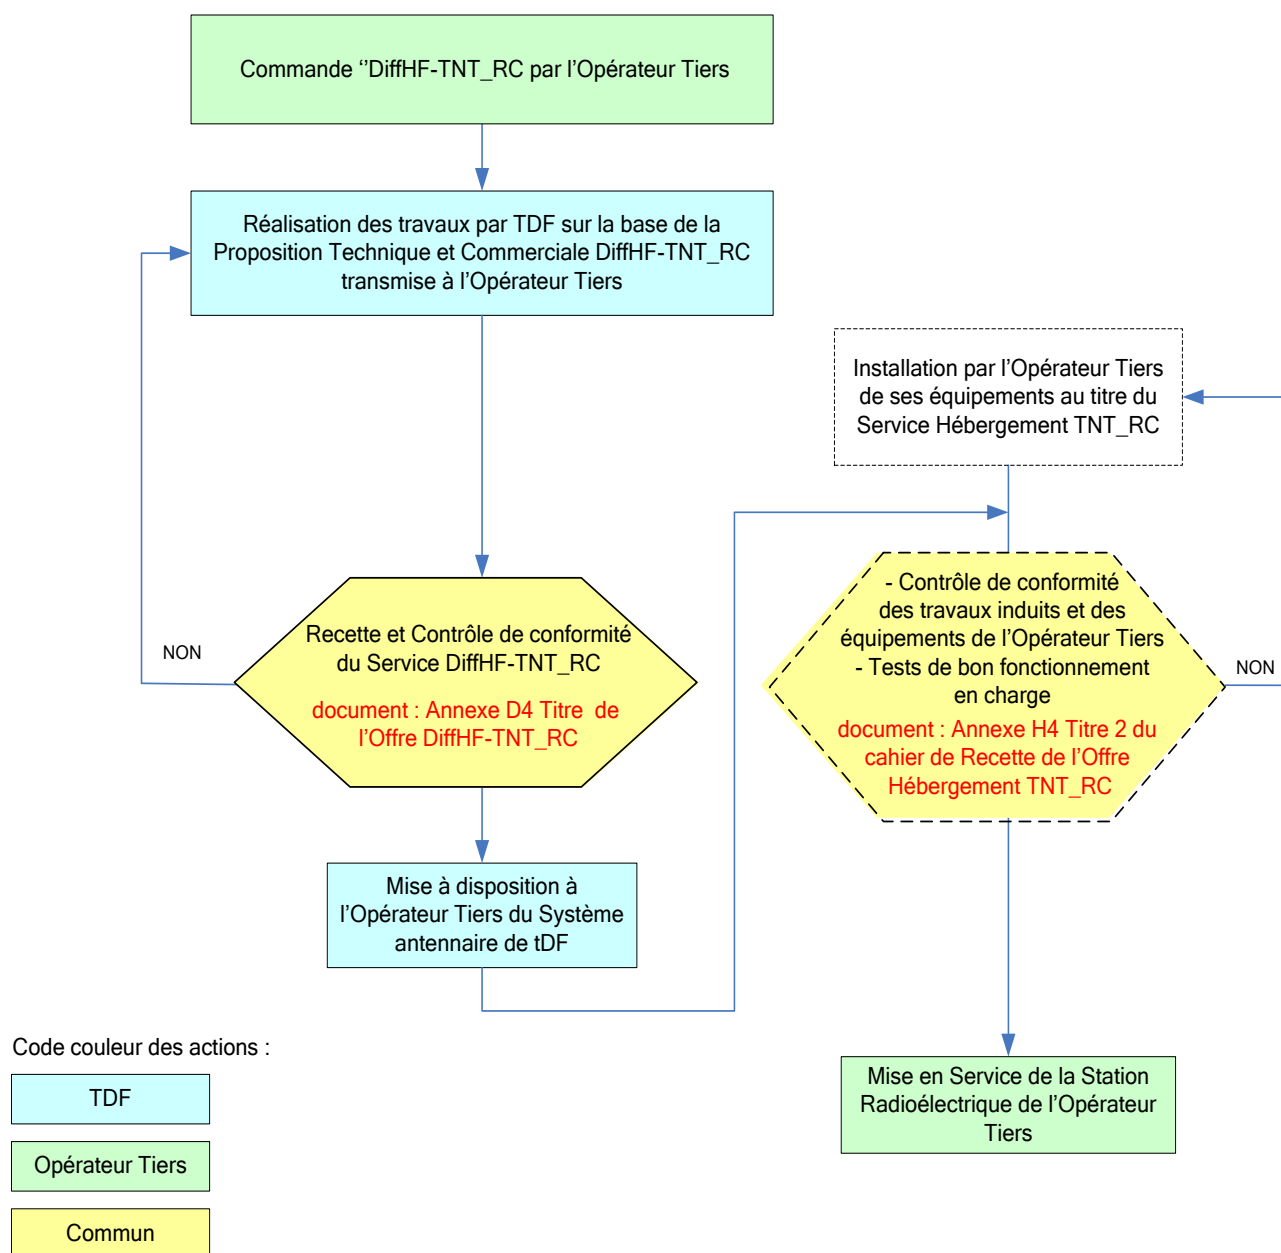 Commande ‘‘DiffHF-TNT_RC par l’Opérateur Tiers
Réalisation des travaux par TDF sur la base de la
Proposition Technique et Commerciale DiffHF-TNT_RC
transmise à l’Opérateur Tiers
Installation par l’Opérateur Tiers
de ses équipements au titre du
Service Hébergement TNT_RC
NON
Recette et Contrôle de conformité
du Service DiffHF-TNT_RC
document : Annexe D4 Titre de
l’Offre DiffHF-TNT_RC
- Contrôle de conformité
des travaux induits et des
équipements de l’Opérateur Tiers
- Tests de bon fonctionnement
en charge
document : Annexe H4 Titre 2 du
cahier de Recette de l’Offre
Hébergement TNT_RC
NON
Mise à disposition à
l’Opérateur Tiers du Système
antennaire de tDF
Mise en Service de la Station
Radioélectrique de l’Opérateur
Tiers
Code couleur des actions :
TDF
Opérateur Tiers
Commun